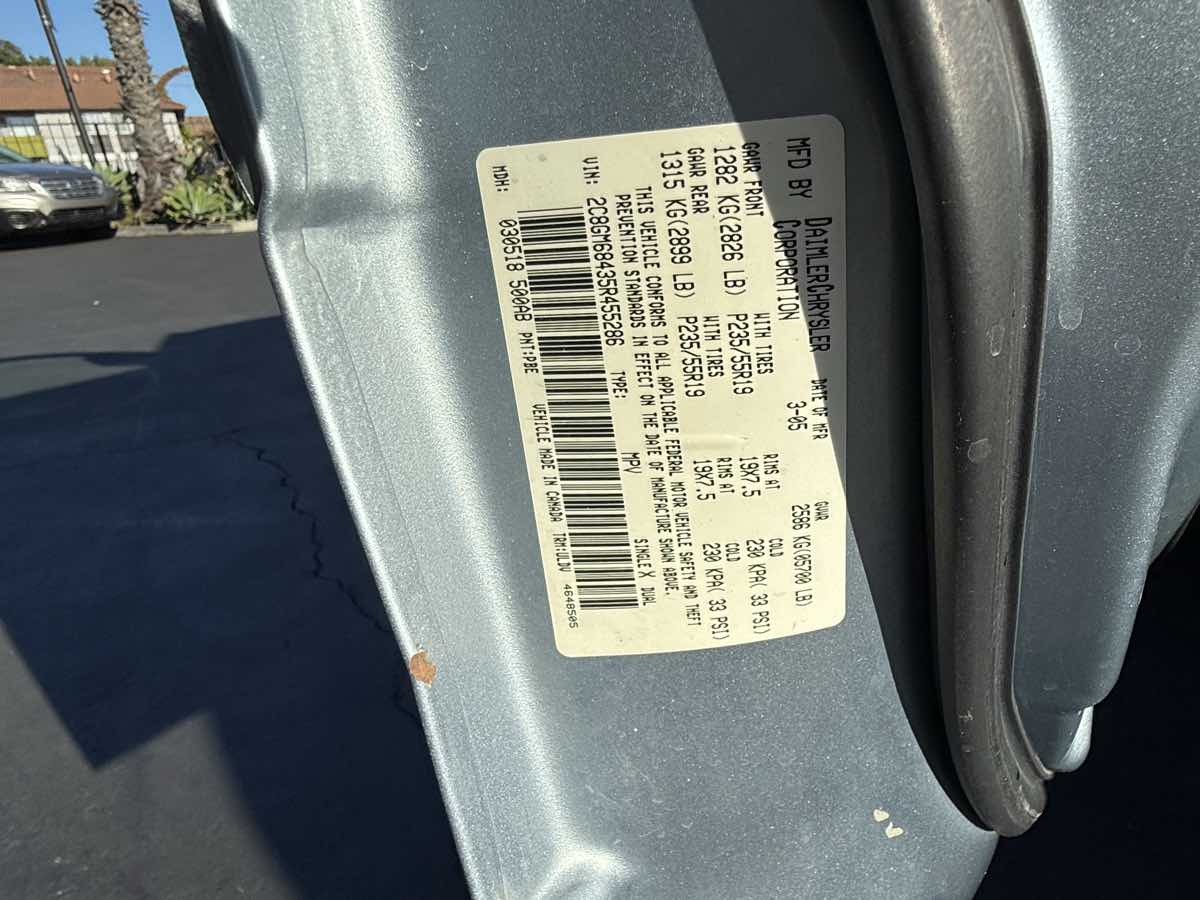 MFD BY DAIMLERCHRYSLER CORPORATION DATE OF MFR 3-05 GVWR 2586 KG(05700 LB)
GAWR FRONT WITH TIRES RIMS AT COLD
1282 KG(2826 LB) P235/55R19 19X7.5 230 KPA( 33 PSI)
GAWR REAR WITH TIRES RIMS AT COLD
1315 KG(2899 LB) P235/55R19 19X7.5 230 KPA( 33 PSI)
THIS VEHICLE CONFORMS TO ALL APPLICABLE FEDERAL MOTOR VEHICLE SAFETY AND THEFT
PREVENTION STANDARDS IN EFFECT ON THE DATE OF MANUFACTURE SHOWN ABOVE.
VIN: 2C8GM68435R455286 TYPE: MPV SINGLE X DUAL
MDH: 030518 500AB PNT:PBE VEHICLE MADE IN CANADA TRM:ULDV 4648505